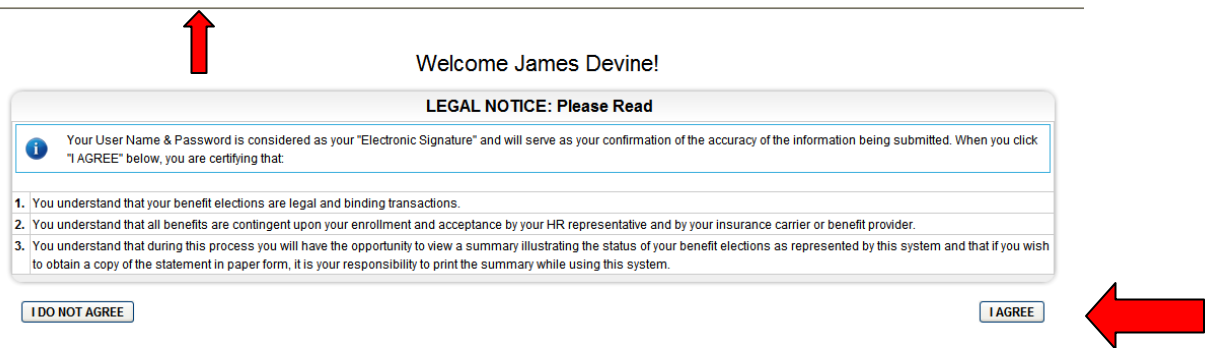 Welcome James Devine!
LEGAL NOTICE: Please Read
Your User Name & Password is considered as your "Electronic Signature" and will serve as your confirmation of the accuracy of the information being submitted. When you click
"I AGREE" below, you are certifying that:
1. You understand that your benefit elections are legal and binding transactions.
2. You understand that all benefits are contingent upon your enrollment and acceptance by your HR representative and by your insurance carrier or benefit provider.
3. You understand that during this process you will have the opportunity to view a summary illustrating the status of your benefit elections as represented by this system and that if you wish
to obtain a copy of the statement in paper form, it is your responsibility to print the summary while using this system.
I DO NOT AGREE
I AGREE